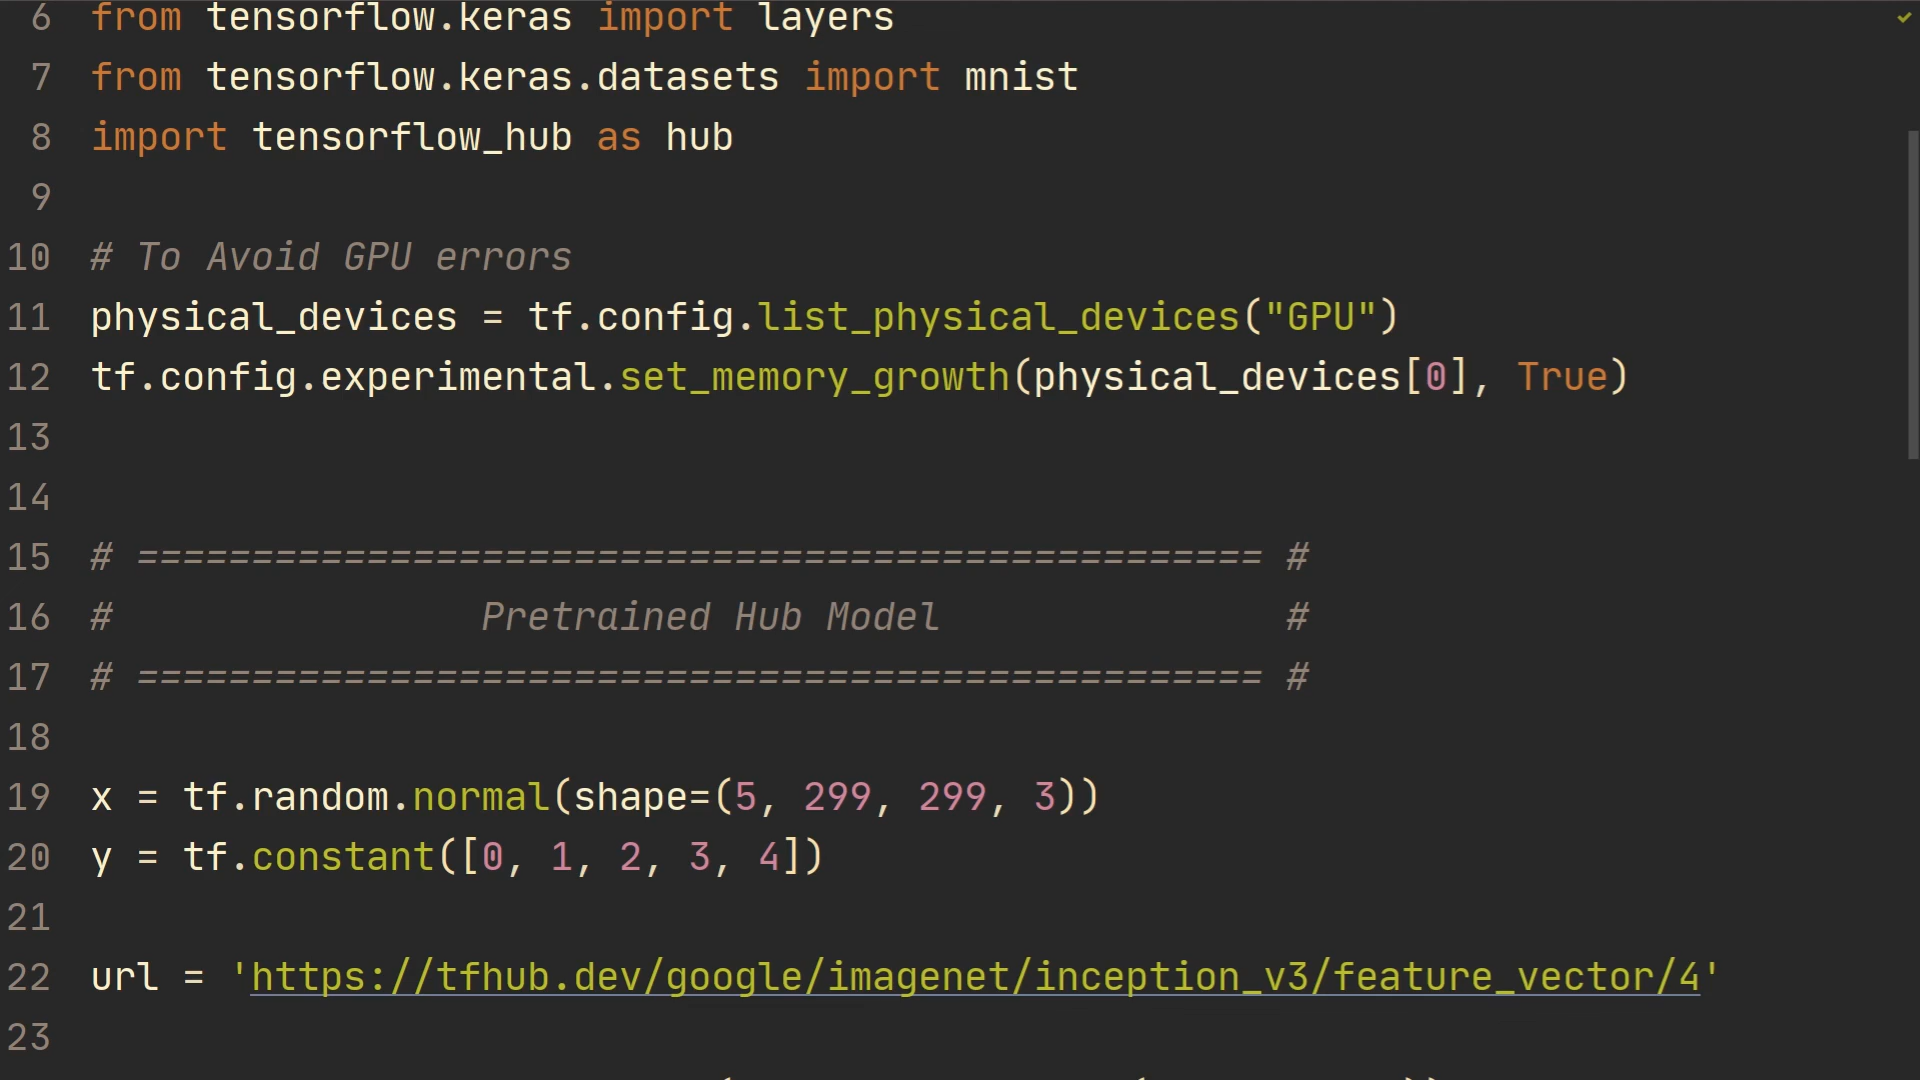 6 from tensorflow.keras import layers
7 from tensorflow.keras.datasets import mnist
8 import tensorflow_hub as hub
9
10 # To Avoid GPU errors
11 physical_devices = tf.config.list_physical_devices("GPU")
12 tf.config.experimental.set_memory_growth(physical_devices[0], True)
13
14
15 # ================================================= #
16 # Pretrained Hub Model #
17 # ================================================= #
18
19 x = tf.random.normal(shape=(5, 299, 299, 3))
20 y = tf.constant([0, 1, 2, 3, 4])
21
22 url = 'https://tfhub.dev/google/imagenet/inception_v3/feature_vector/4'
23